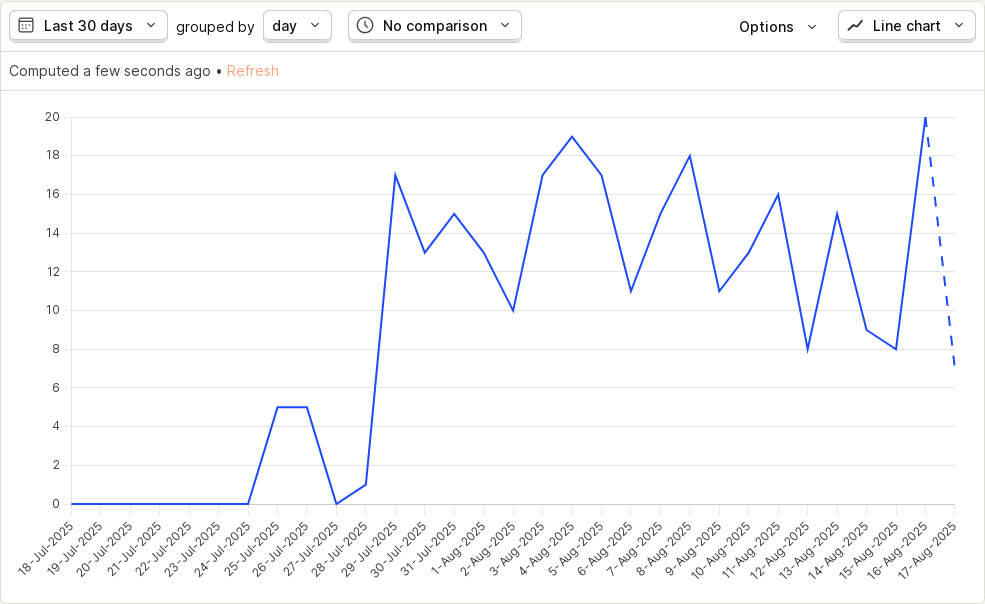 Last 30 days grouped by day No comparison Options Line chart
Computed a few seconds ago • Refresh
20
18
16
14
12
10
8
6
4
2
0
18-Jul-2025
19-Jul-2025
20-Jul-2025
21-Jul-2025
22-Jul-2025
23-Jul-2025
24-Jul-2025
25-Jul-2025
26-Jul-2025
27-Jul-2025
28-Jul-2025
29-Jul-2025
30-Jul-2025
31-Jul-2025
1-Aug-2025
2-Aug-2025
3-Aug-2025
4-Aug-2025
5-Aug-2025
6-Aug-2025
7-Aug-2025
8-Aug-2025
9-Aug-2025
10-Aug-2025
11-Aug-2025
12-Aug-2025
13-Aug-2025
14-Aug-2025
15-Aug-2025
16-Aug-2025
17-Aug-2025